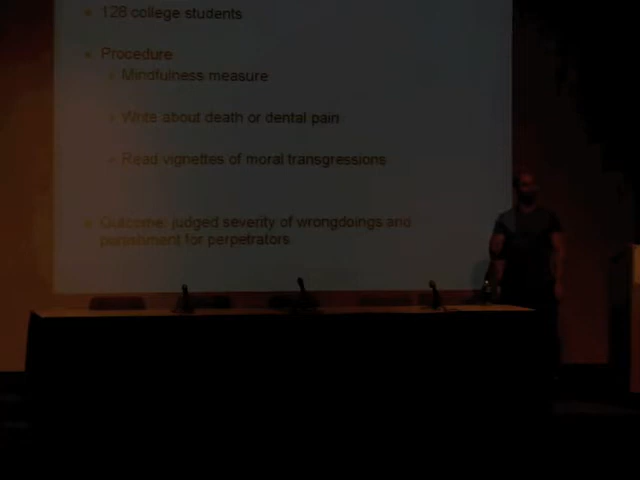 128 college students
Procedure
Mindfulness measure
Write about death or dental pain
Read vignettes of moral transgressions
Outcome: judged severity of wrongdoings and
punishment for perpetrators